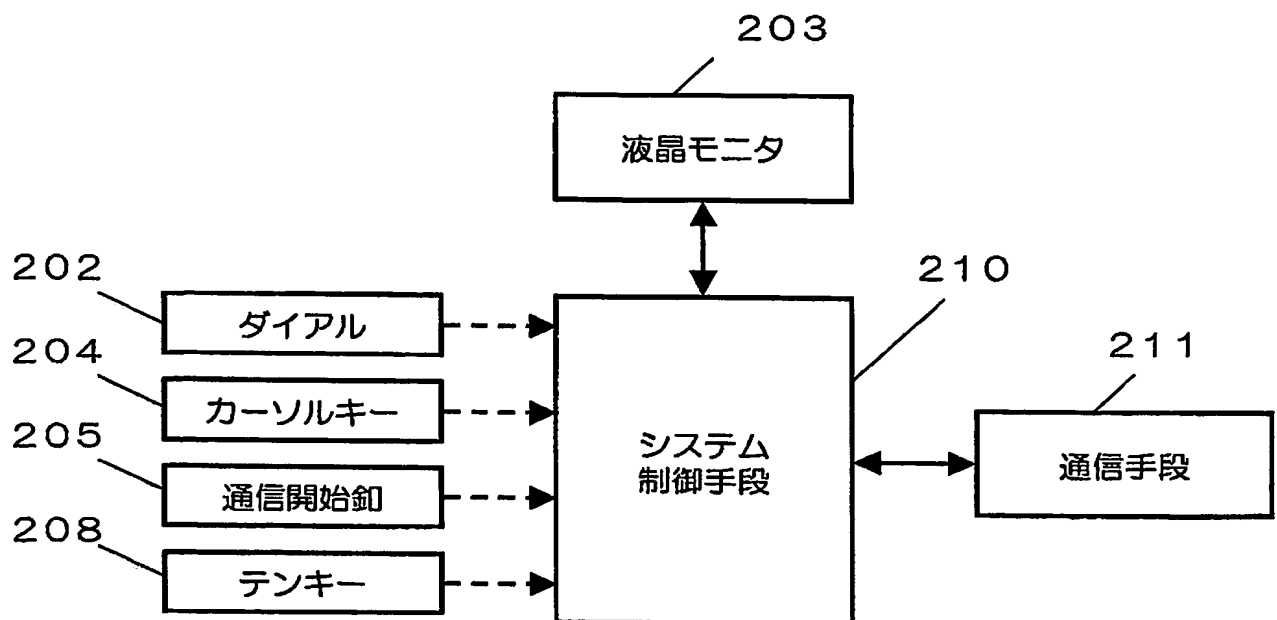 203
液晶モニタ
202
ダイアル
204
カーソルキー
205
通信開始釦
208
テンキー
210
システム
制御手段
211
通信手段